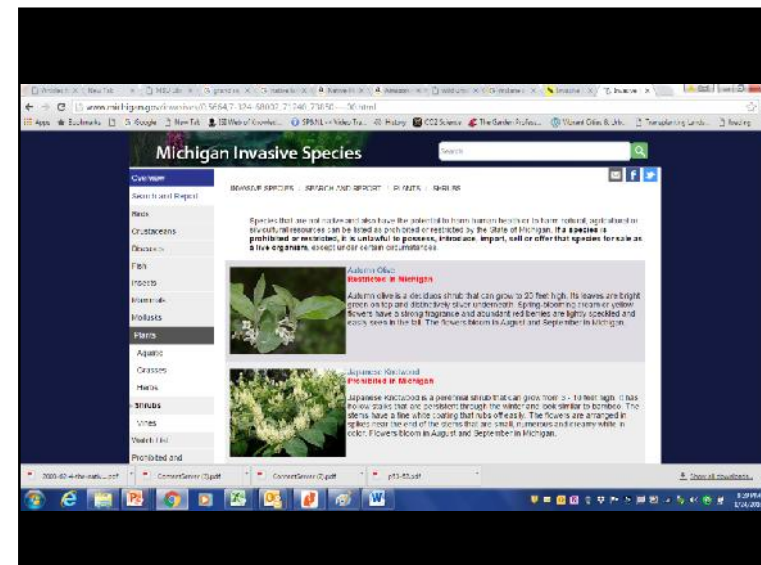 New Tab
Apps
Bookmarks
Google
History
CO2 Science
Michigan Invasive Species
Search
Overview
Search and Report
INVASIVE SPECIES
SEARCH AND REPORT
PLANTS
SHRUBS
Birds
Crustaceans
Diseases
Fish
Insects
Mammals
Mollusks
Plants
Aquatic
Grasses
Herbs
Shrubs
Vines
Watch List
Prohibited and
Species that are not native and also have the potential to harm human health or to harm natural, agricultural or
silvicultural resources can be listed as prohibited or restricted by the State of Michigan. If a species is
prohibited or restricted, it is unlawful to possess, introduce, import, sell or offer that species for sale as
a live organism, except under certain circumstances.
Autumn Olive
Restricted in Michigan
Autumn olive is a deciduous shrub that can grow to 20 feet high. Its leaves are bright
green on top and distinctively silver underneath. Spring-blooming cream or yellow
flowers have a strong fragrance and abundant red berries are lightly speckled and
easily seen in the fall. The flowers bloom in August and September in Michigan.
Japanese Knotweed
Prohibited in Michigan
Japanese Knotweed is a perennial shrub that can grow from 3 - 10 feet high. It has
hollow stalks that are persistent through the winter and look similar to bamboo. The
stems have a fine white coating that rubs off easily. The flowers are arranged in
spikes near the end of the stems that are small, numerous and creamy white in
color. Flowers bloom in August and September in Michigan.
Show all downloads...